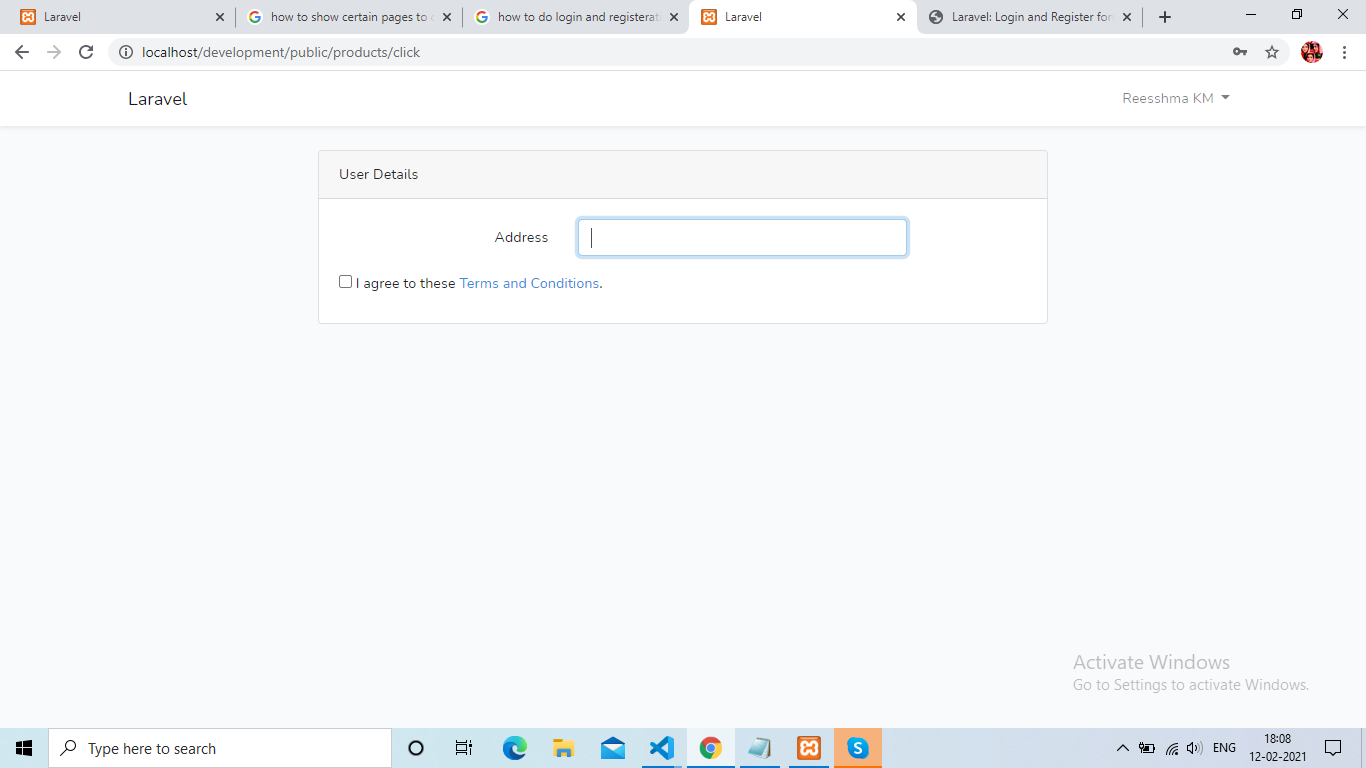 Laravel
how to show certain pages to
how to do login and registerat
Laravel
Laravel: Login and Register for
localhost/development/public/products/click
Laravel
Reesshma KM
User Details
Address
I agree to these Terms and Conditions.
Activate Windows
Go to Settings to activate Windows.
Type here to search
ENG
18:08
12-02-2021